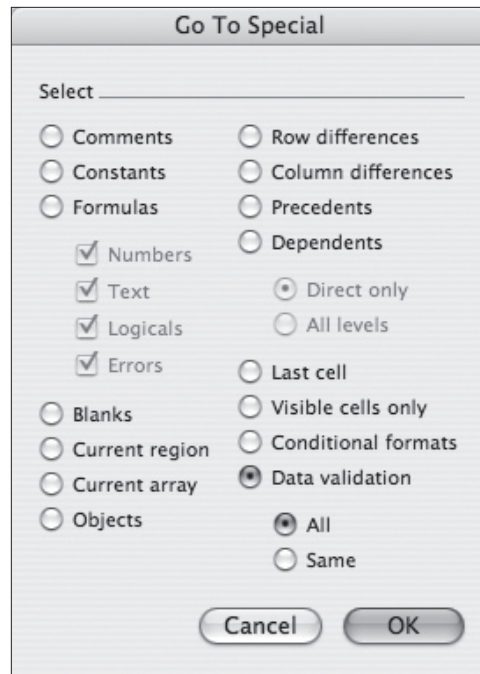 Go To Special
Select
Comments
Constants
Formulas
Numbers
Text
Logicals
Errors
Blanks
Current region
Current array
Objects
Row differences
Column differences
Precedents
Dependents
Direct only
All levels
Last cell
Visible cells only
Conditional formats
Data validation
All
Same
Cancel
OK